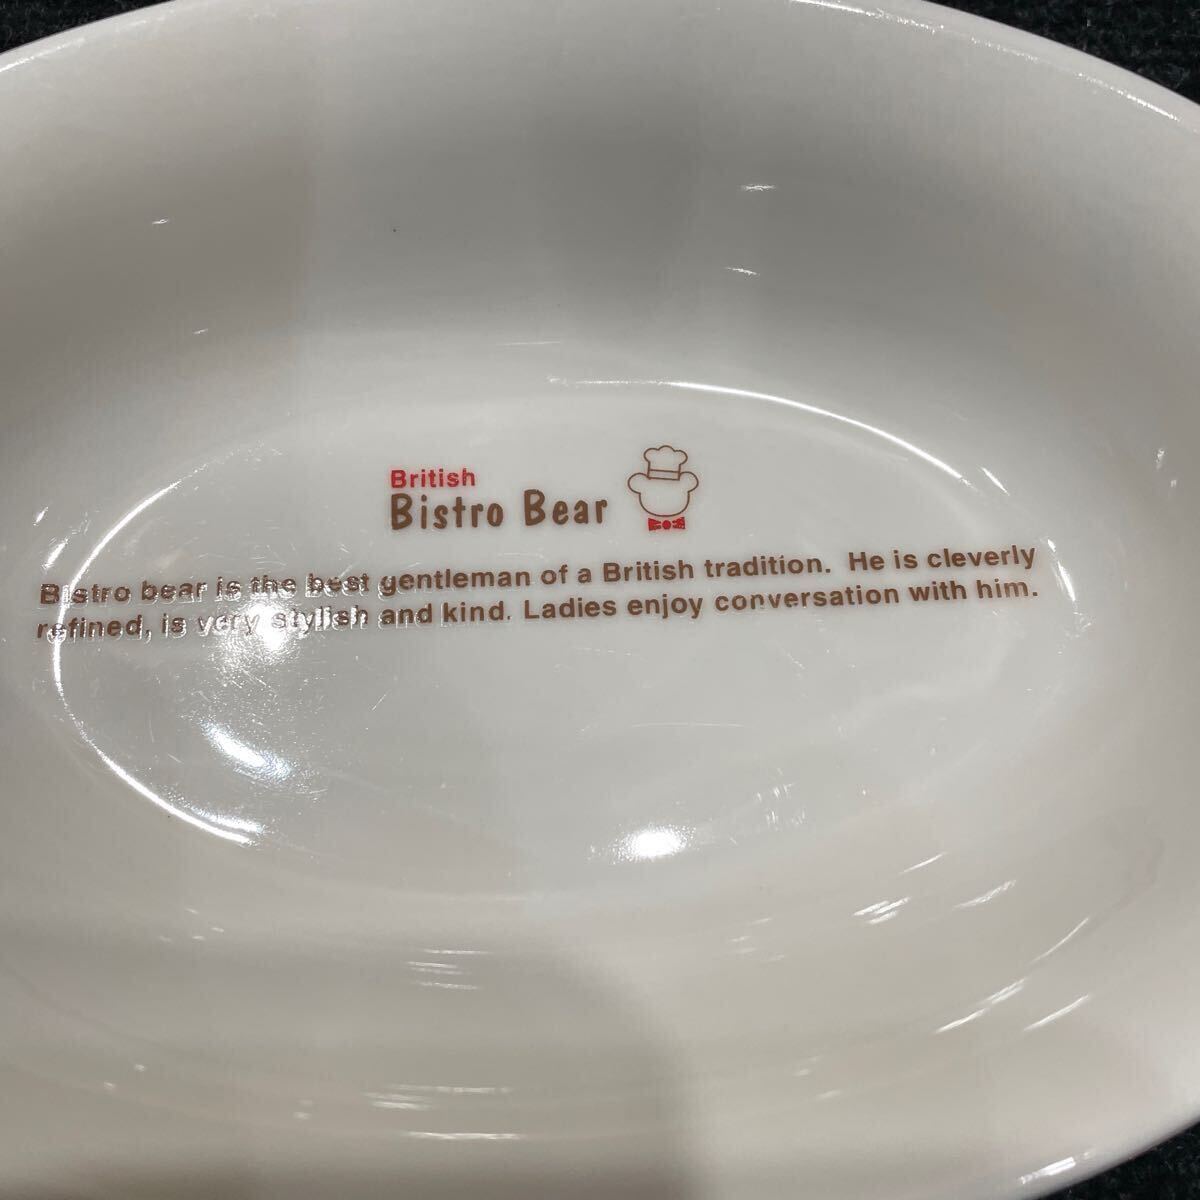 British
Bistro Bear
Bistro bear is the best gentleman of a British tradition. He is cleverly
refined, is very stylish and kind. Ladies enjoy conversation with him.